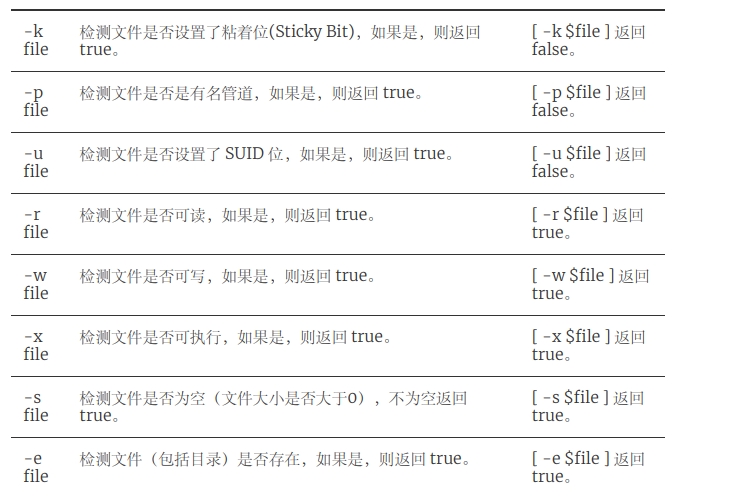 -k
file
检测文件是否设置了粘着位(Sticky Bit)，如果是，则返回
true。
[ -k $file ] 返回
false。
-p
file
检测文件是否是有名管道，如果是，则返回 true。
[ -p $file ] 返回
false。
-u
file
检测文件是否设置了 SUID 位，如果是，则返回 true。
[ -u $file ] 返回
false。
-r
file
检测文件是否可读，如果是，则返回 true。
[ -r $file ] 返回
true。
-w
file
检测文件是否可写，如果是，则返回 true。
[ -w $file ] 返回
true。
-x
file
检测文件是否可执行，如果是，则返回 true。
[ -x $file ] 返回
true。
-s
file
检测文件是否为空（文件大小是否大于0），不为空返回
true。
[ -s $file ] 返回
true。
-e
file
检测文件（包括目录）是否存在，如果是，则返回 true。
[ -e $file ] 返回
true。